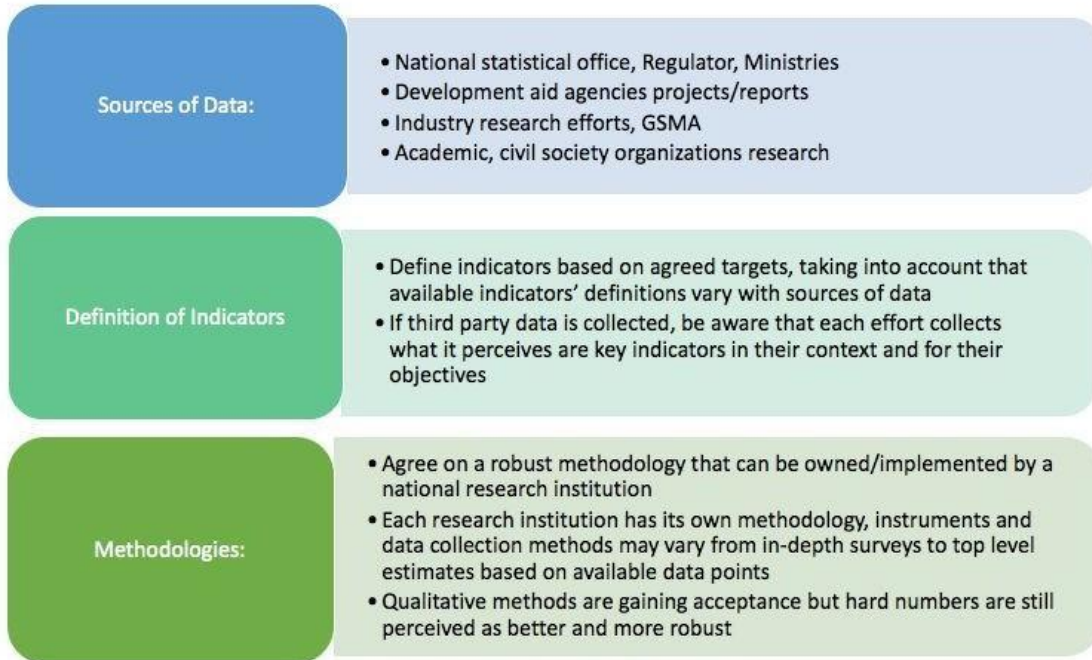 Sources of Data:
• National statistical office, Regulator, Ministries
• Development aid agencies projects/reports
• Industry research efforts, GSMA
• Academic, civil society organizations research
Definition of Indicators
• Define indicators based on agreed targets, taking into account that
available indicators’ definitions vary with sources of data
• If third party data is collected, be aware that each effort collects
what it perceives are key indicators in their context and for their
objectives
Methodologies:
• Agree on a robust methodology that can be owned/implemented by a
national research institution
• Each research institution has its own methodology, instruments and
data collection methods may vary from in-depth surveys to top level
estimates based on available data points
• Qualitative methods are gaining acceptance but hard numbers are still
perceived as better and more robust